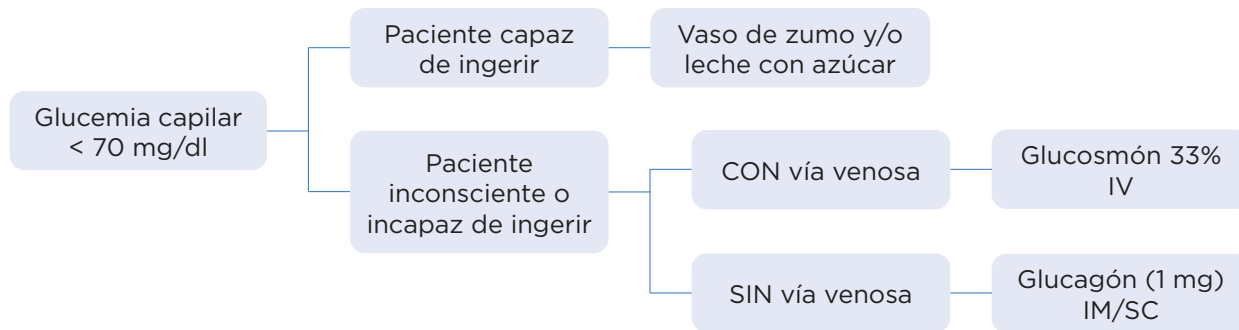 Glucemia capilar
< 70 mg/dl
Paciente capaz
de ingerir
Vaso de zumo y/o
leche con azúcar
Paciente
inconsciente o
incapaz de ingerir
CON vía venosa
Glucosmón 33%
IV
SIN vía venosa
Glucagón (1 mg)
IM/SC